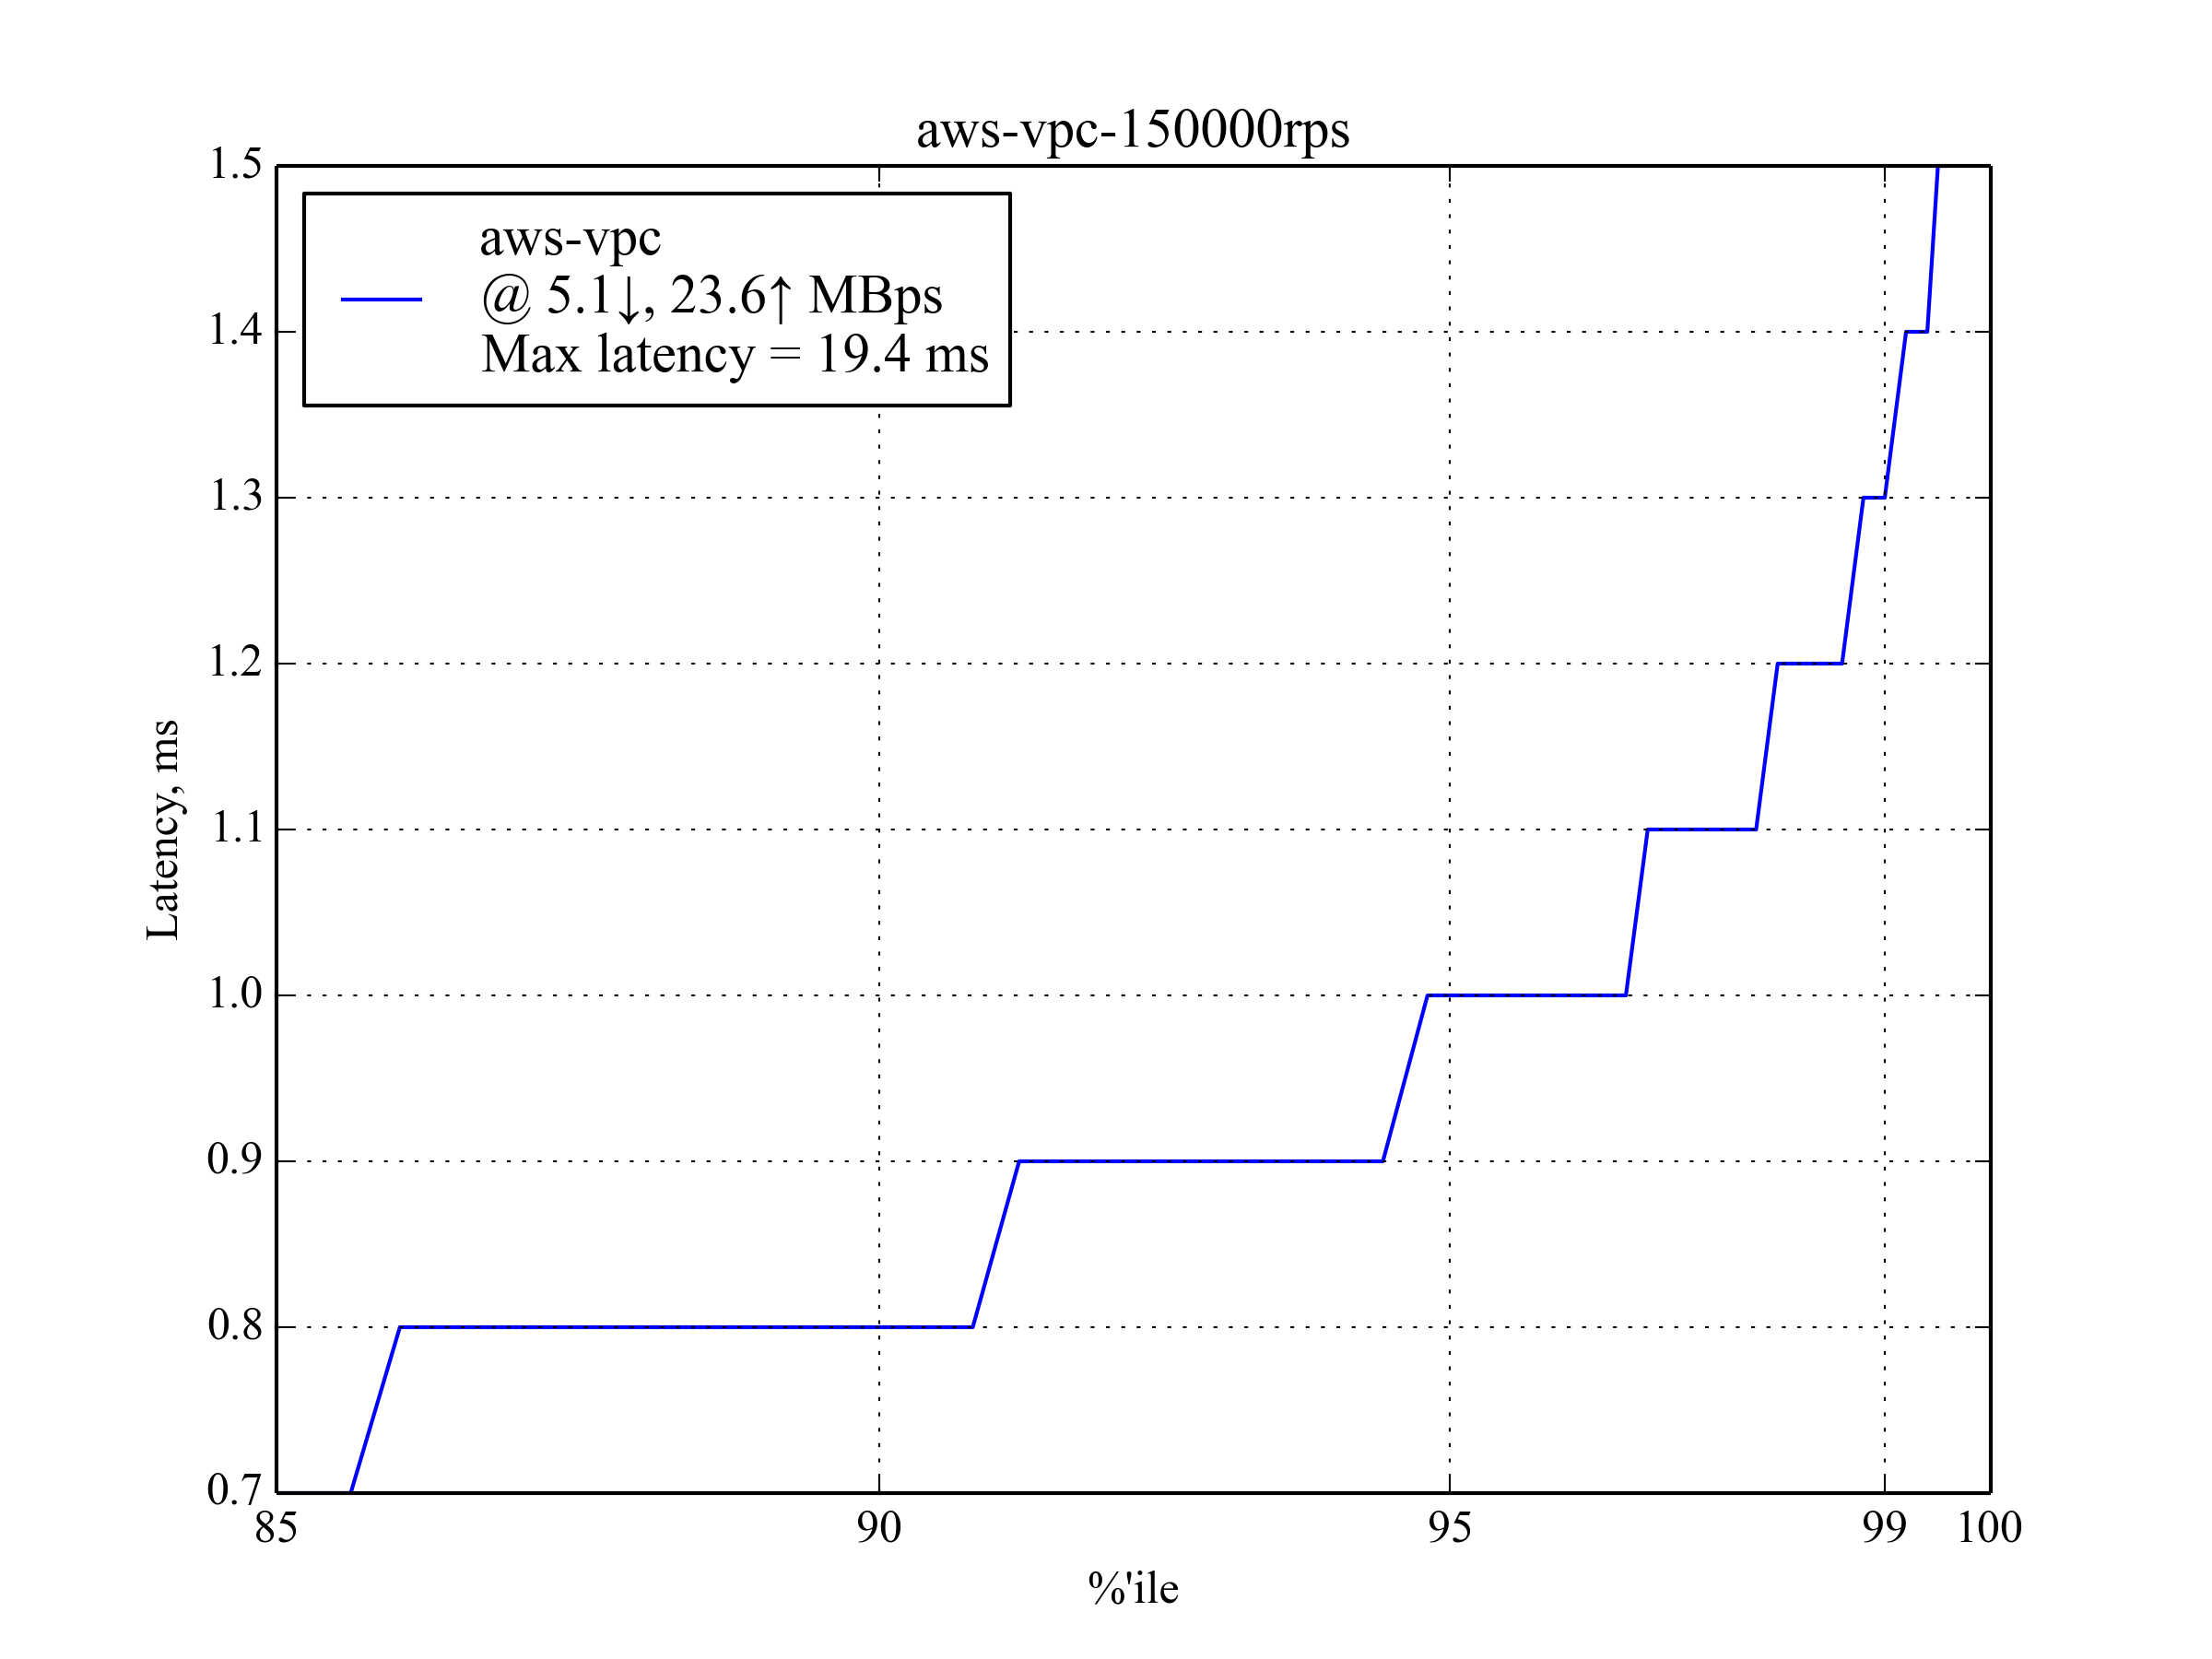 aws-vpc-150000rps
aws-vpc
@ 5.1↓, 23.6↑ MBps
Max latency = 19.4 ms
1.5
1.4
1.3
1.2
1.1
1.0
0.9
0.8
0.7
Latency, ms
85 90 95 99 100
%'ile